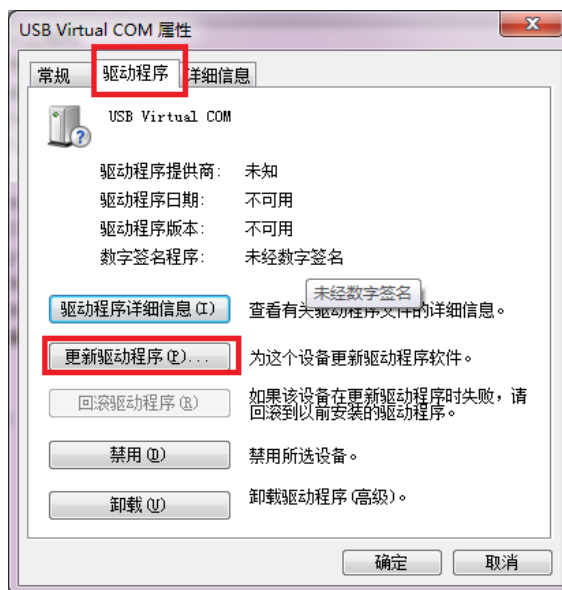 USB Virtual COM 属性
常规 驱动程序 详细信息
USB Virtual COM
驱动程序提供商: 未知
驱动程序日期: 不可用
驱动程序版本: 不可用
数字签名程序: 未经数字签名
未经数字签名
驱动程序详细信息(I) 查看有关驱动程序文件的详细信息。
更新驱动程序(P)... 为这个设备更新驱动程序软件。
回滚驱动程序(R) 如果该设备在更新驱动程序时失败，请
回滚到以前安装的驱动程序。
禁用(D) 禁用所选设备。
卸载(U) 卸载驱动程序(高级)。
确定 取消